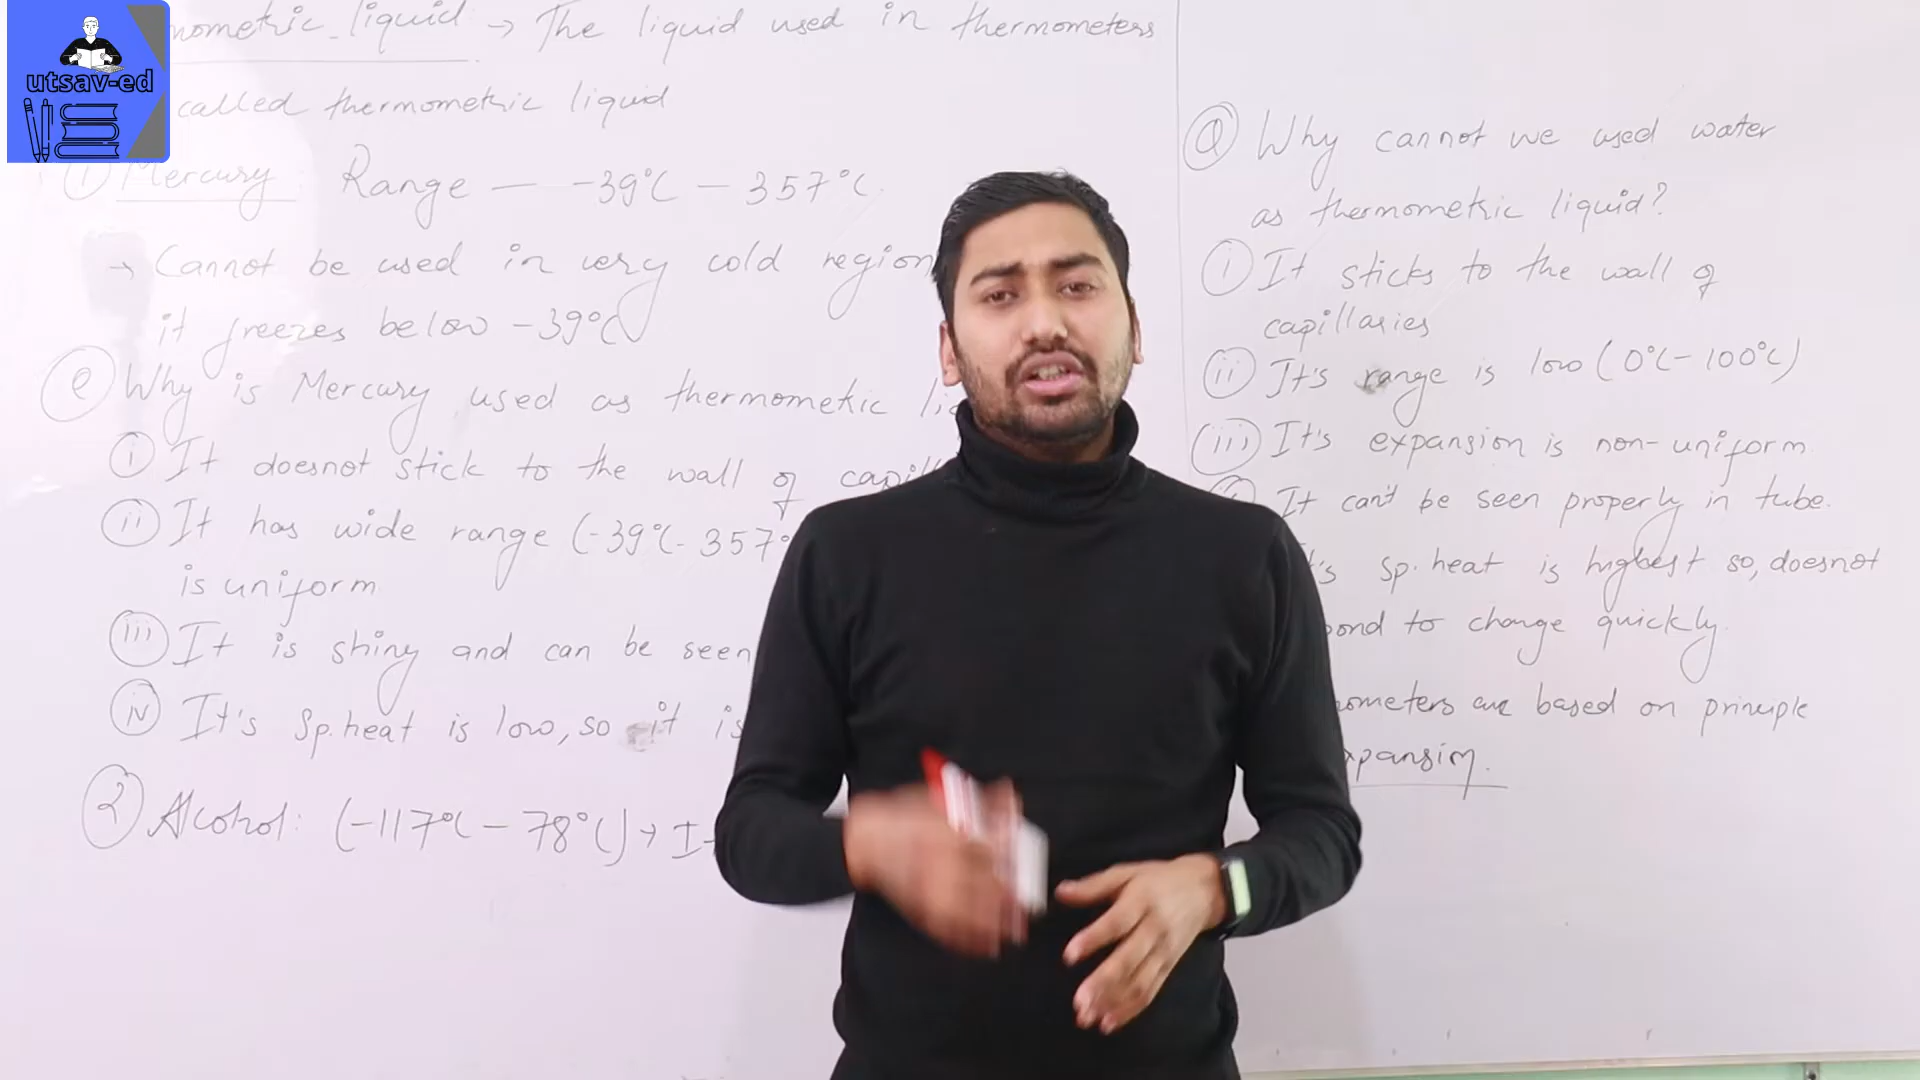 utsav-ed
mometric liquid → The liquid used in thermometers
called thermometric liquid
① Mercury : Range — -39°C — 357°C
→ Cannot be used in very cold region
it freezes below -39°C
Why is Mercury used as thermometric
i It doesnot stick to the wall of
ii It has wide range (-39°C - 357°
is uniform
iii It is shiny and can be seen
iv It's Sp. heat is low, so it is
② Alcohol: (-117°C - 78°C) →
Q Why cannot we used water
as thermometric liquid?
i It sticks to the wall of
capillaries
ii It's range is low (0°C - 100°C)
iii It's expansion is non-uniform
It can't be seen properly in tube.
Sp. heat is highest so, doesnot
pond to change quickly.
mometers are based on principle
xpansion.